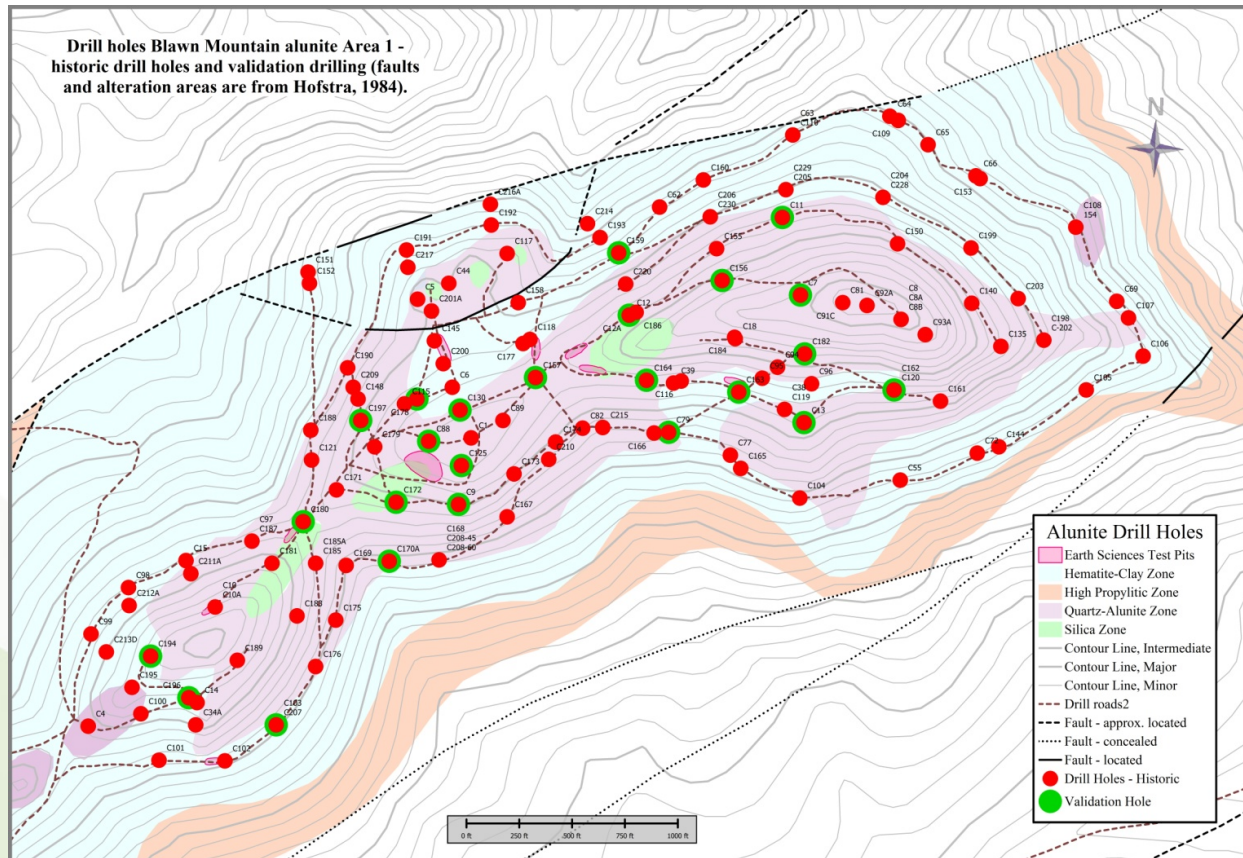 Drill holes Blawn Mountain alunite Area 1 -
historic drill holes and validation drilling (faults
and alteration areas are from Hofstra, 1984).
N
C63
C110
C64
C109
C65
C66
C153
C160
C229
C205
C204
C228
C62
C206
C230
C11
C108
154
C216A
C192
C214
C193
C159
C155
C150
C199
C191
C217
C117
C151
C152
C44
C5
C201A
C158
C220
C156
C7
C81
C92A
C91C
C8
C8A
C8B
C93A
C140
C203
C69
C107
C12
C12A
C186
C145
C118
C177
C18
C184
C182
C135
C198
C-202
C106
C190
C200
C209
C148
C6
C157
C164
C116
C39
C163
C96
C162
C120
C161
C105
C115
C178
C197
C130
C89
C38
C119
C13
C188
C179
C88
C1
C174
C82
C215
C166
C79
C121
C125
C210
C77
C165
C22
C144
C171
C173
C104
C55
C172
C9
C167
C180
C97
C187
C168
C208-45
C208-60
C15
C211A
C181
C185A
C185
C169
C170A
C98
C212A
C10
C10A
C175
C99
C213D
C194
C189
C176
C195
C196
C14
C4
C100
C34A
C207
C101
C102
0 ft
250 ft
500 ft
750 ft
1000 ft
Alunite Drill Holes
Earth Sciences Test Pits
Hematite-Clay Zone
High Propylitic Zone
Quartz-Alunite Zone
Silica Zone
Contour Line, Intermediate
Contour Line, Major
Contour Line, Minor
Drill roads2
Fault - approx. located
Fault - concealed
Fault - located
Drill Holes - Historic
Validation Hole